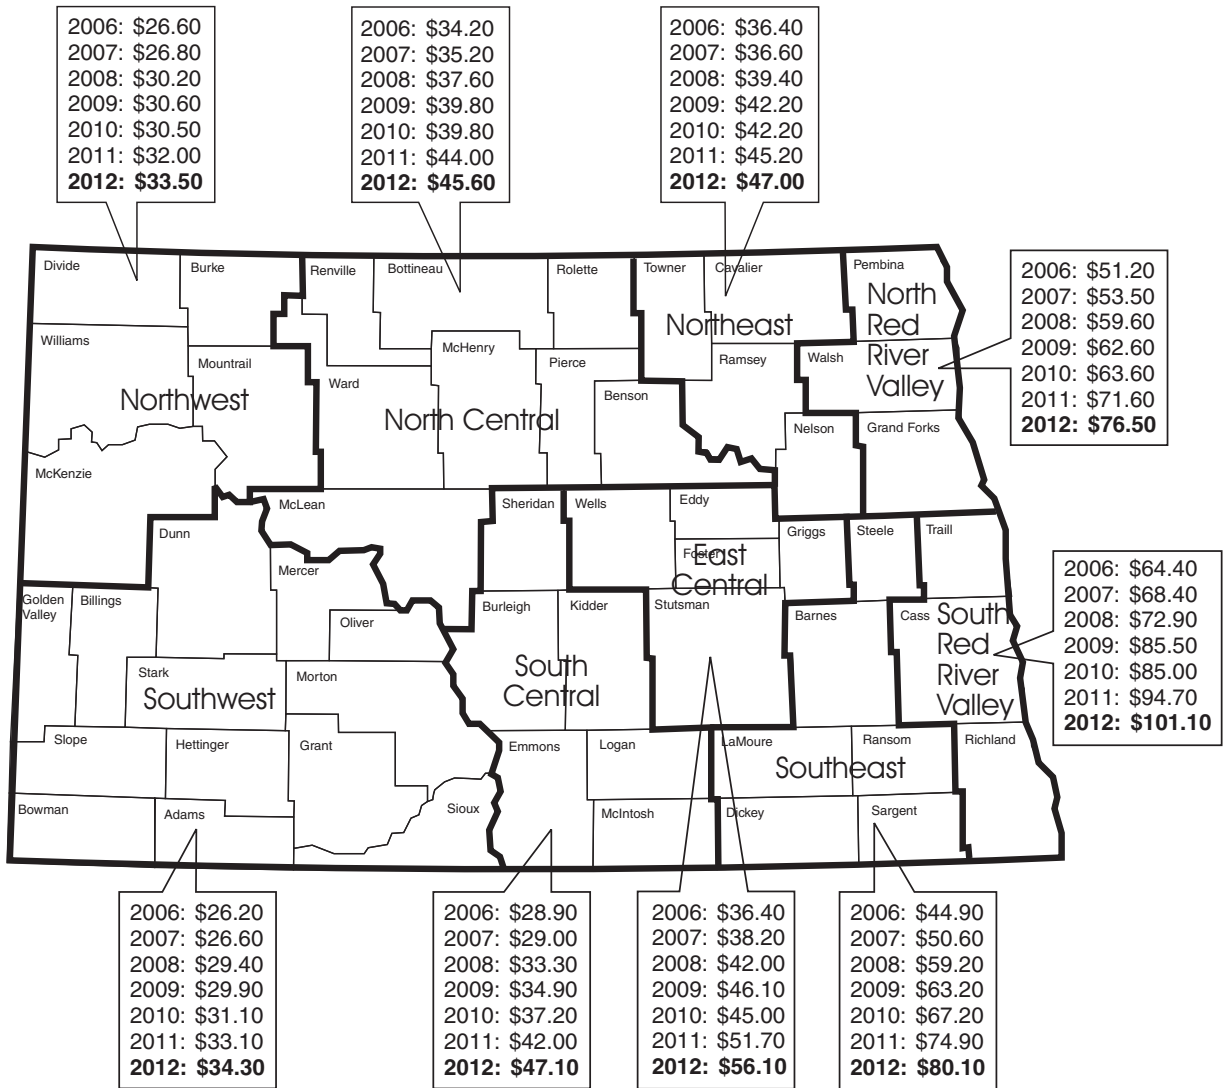 2006: $26.60
2007: $26.80
2008: $30.20
2009: $30.60
2010: $30.50
2011: $32.00
2012: $33.50
2006: $34.20
2007: $35.20
2008: $37.60
2009: $39.80
2010: $39.80
2011: $44.00
2012: $45.60
2006: $36.40
2007: $36.60
2008: $39.40
2009: $42.20
2010: $42.20
2011: $45.20
2012: $47.00
Divide
Burke
Renville
Bottineau
Rolette
Towner
Cavalier
Pembina
North
Red
River
Valley
2006: $51.20
2007: $53.50
2008: $59.60
2009: $62.60
2010: $63.60
2011: $71.60
2012: $76.50
Northeast
Williams
Mountrail
McHenry
Pierce
Ramsey
Walsh
Ward
Benson
Northwest
North Central
Nelson
Grand Forks
McKenzie
McLean
Sheridan
Wells
Eddy
Dunn
Griggs
Steele
Traill
Foster
East
Central
Mercer
Golden
Valley
Billings
Oliver
Burleigh
Kidder
Stutsman
Barnes
Cass
South
Red
River
Valley
2006: $64.40
2007: $68.40
2008: $72.90
2009: $85.50
2010: $85.00
2011: $94.70
2012: $101.10
Stark
Southwest
Morton
South
Central
Slope
Hettinger
Grant
Emmons
Logan
LaMoure
Ransom
Richland
Southeast
Bowman
Adams
Sioux
McIntosh
Dickey
Sargent
2006: $26.20
2007: $26.60
2008: $29.40
2009: $29.90
2010: $31.10
2011: $33.10
2012: $34.30
2006: $28.90
2007: $29.00
2008: $33.30
2009: $34.90
2010: $37.20
2011: $42.00
2012: $47.10
2006: $36.40
2007: $38.20
2008: $42.00
2009: $46.10
2010: $45.00
2011: $51.70
2012: $56.10
2006: $44.90
2007: $50.60
2008: $59.20
2009: $63.20
2010: $67.20
2011: $74.90
2012: $80.10